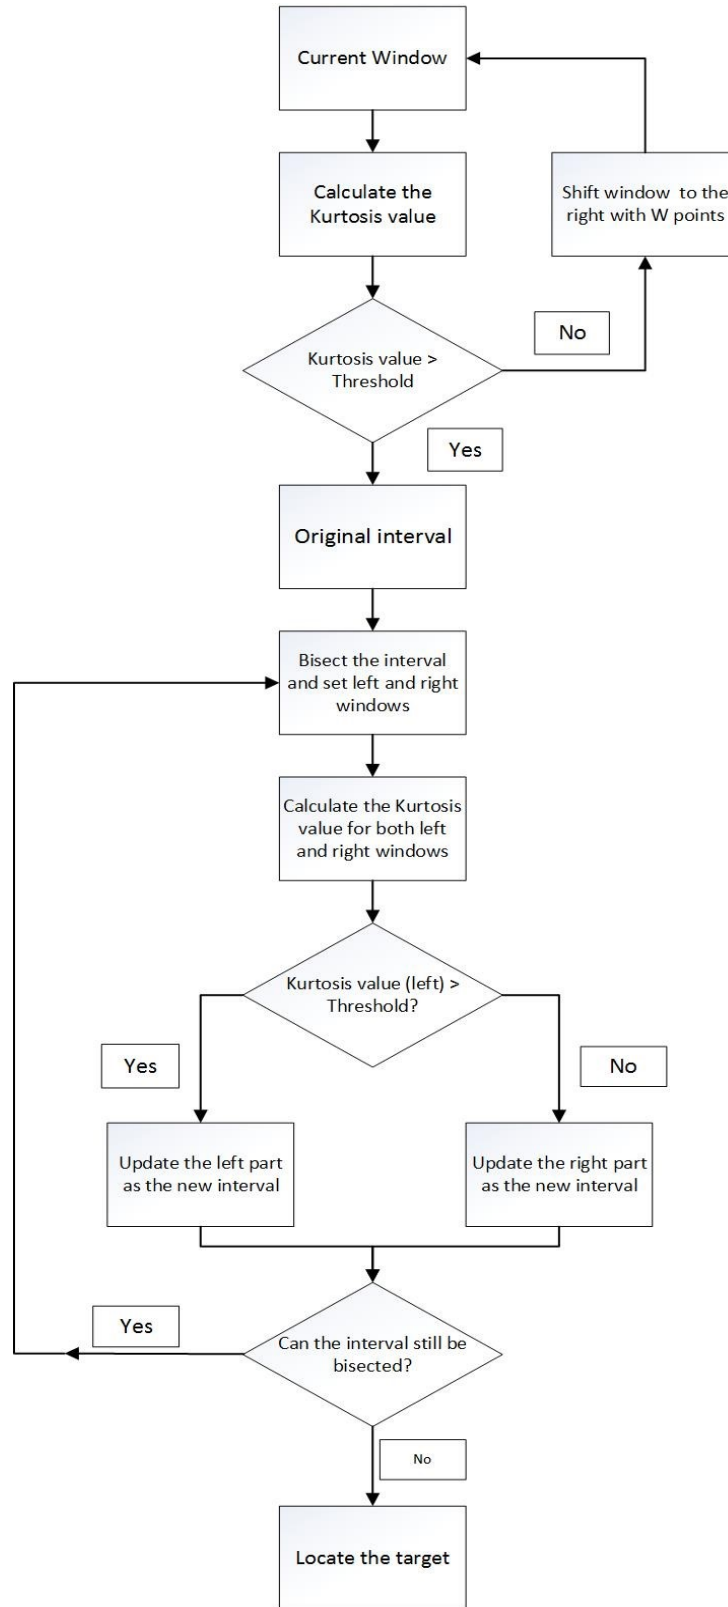 Current Window
Calculate the
Kurtosis value
Shift window to the
right with W points
No
Kurtosis value >
Threshold
Yes
Original interval
Bisect the interval
and set left and right
windows
Calculate the Kurtosis
value for both left
and right windows
Kurtosis value (left) >
Threshold?
Yes
No
Update the left part
as the new interval
Update the right part
as the new interval
Yes
Can the interval still be
bisected?
No
Locate the target